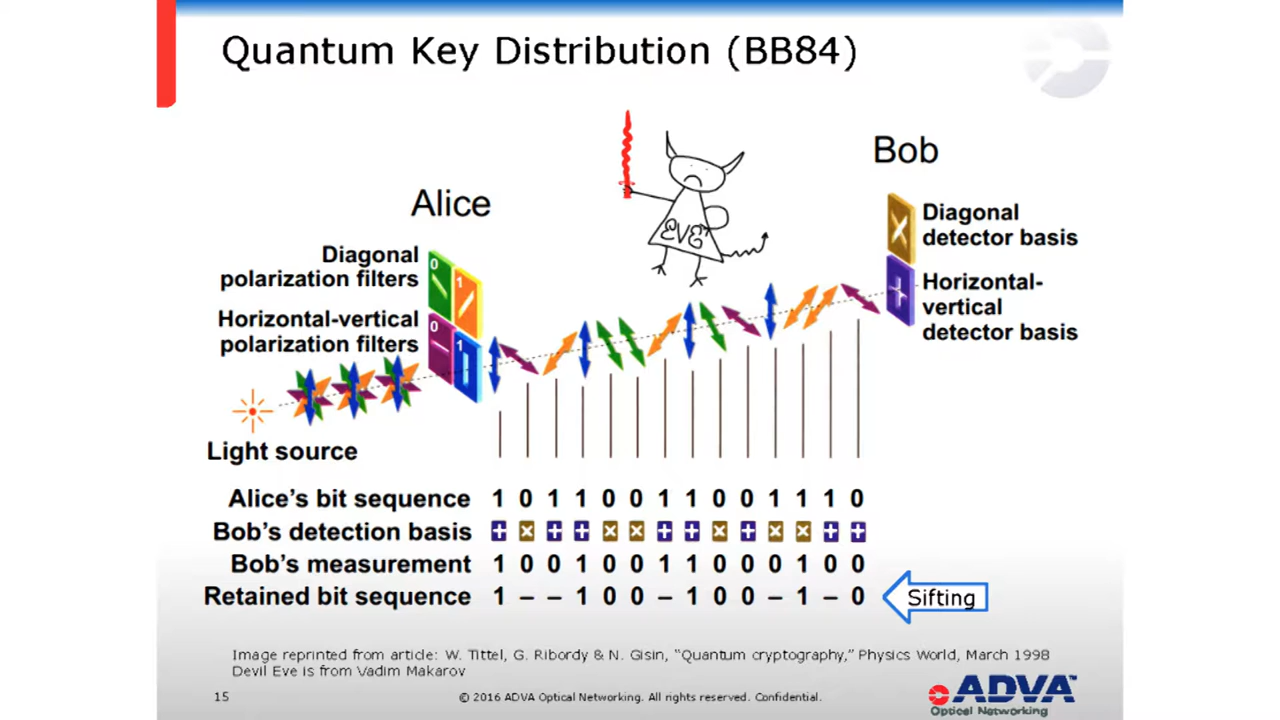 Quantum Key Distribution (BB84)
Bob
Alice
EVE
Diagonal
polarization filters
0
1
Horizontal-vertical
polarization filters
0
1
Diagonal
detector basis
Horizontal-
vertical
detector basis
Light source
Alice's bit sequence 1 0 1 1 0 0 1 1 0 0 1 1 1 0
Bob's detection basis + × + + × × + + × + × × + +
Bob's measurement 1 0 0 1 0 0 1 1 0 0 0 1 0 0
Retained bit sequence 1 – – 1 0 0 – 1 0 0 – 1 – 0
Sifting
Image reprinted from article: W. Tittel, G. Ribordy & N. Gisin, "Quantum cryptography," Physics World, March 1998
Devil Eve is from Vadim Makarov
15
© 2016 ADVA Optical Networking. All rights reserved. Confidential.
ADVA™
Optical Networking